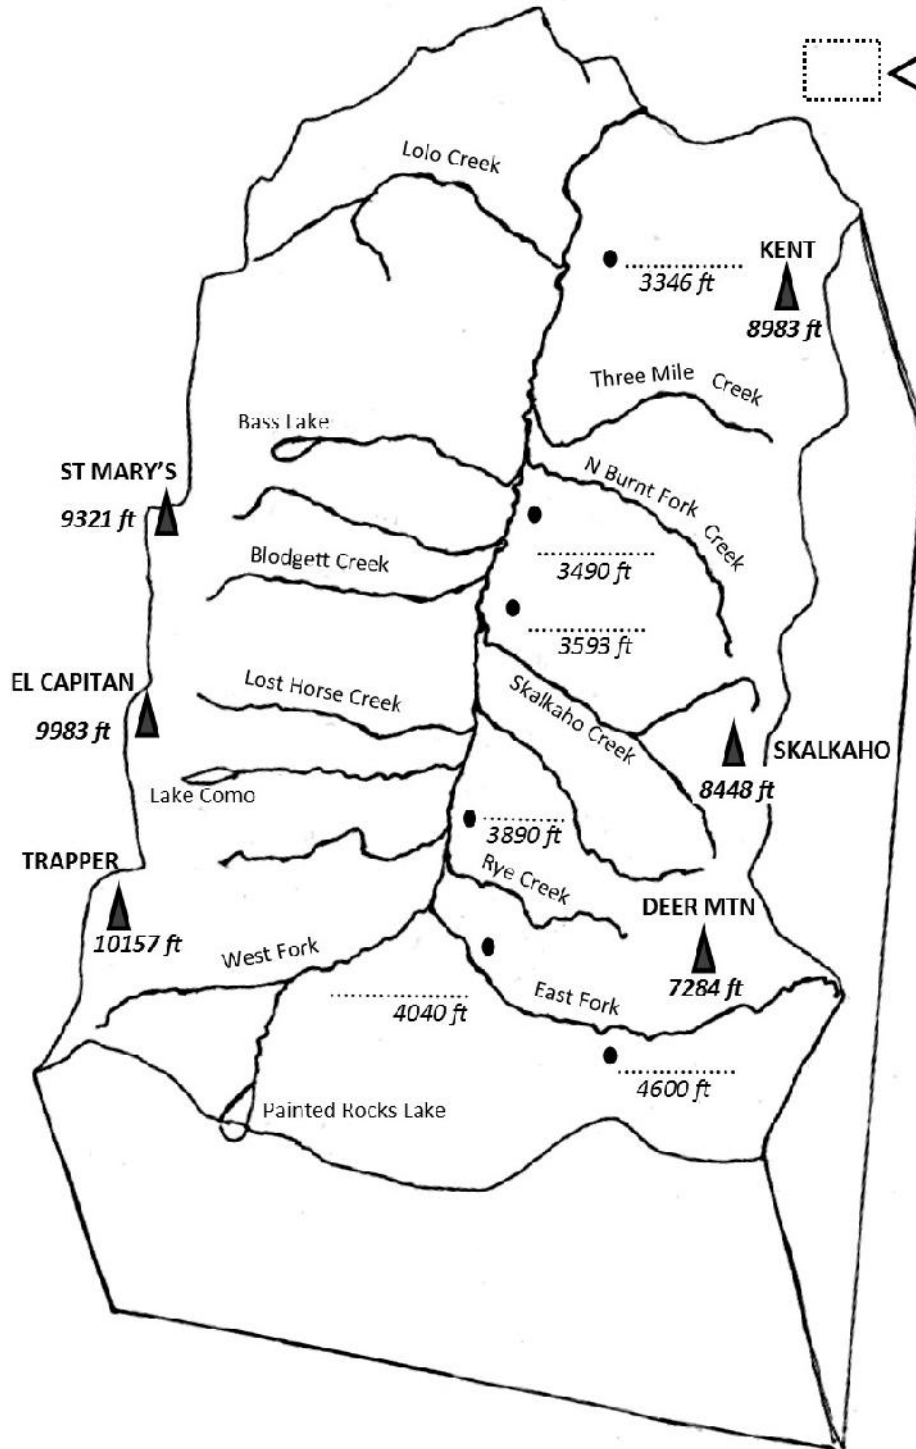 Lolo Creek
KENT
3346 ft
8983 ft
Three Mile Creek
Bass Lake
ST MARY'S
N Burnt Fork Creek
9321 ft
Blodgett Creek
3490 ft
3593 ft
EL CAPITAN
Lost Horse Creek
Skalkaho Creek
9983 ft
SKALKAHO
Lake Como
8448 ft
3890 ft
TRAPPER
Rye Creek
DEER MTN
10157 ft
West Fork
7284 ft
East Fork
4040 ft
4600 ft
Painted Rocks Lake